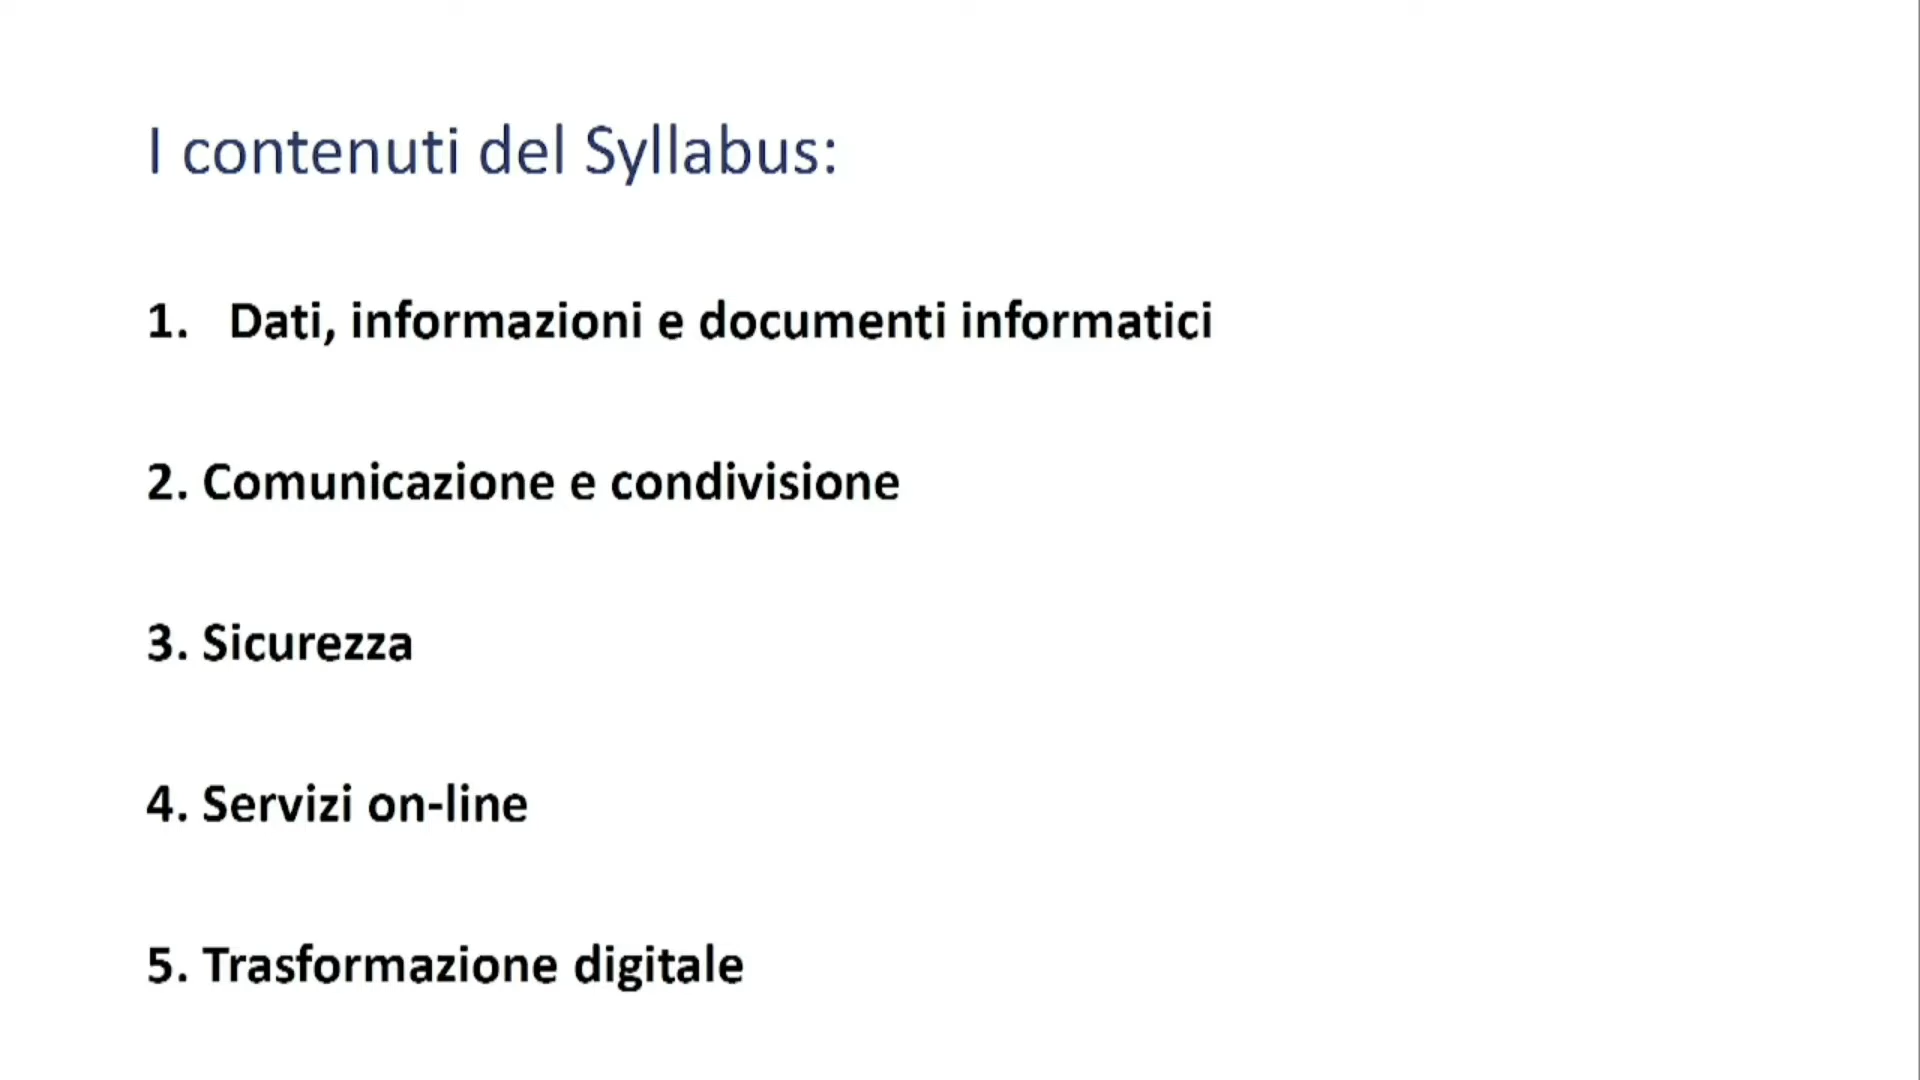 I contenuti del Syllabus:
1. Dati, informazioni e documenti informatici
2. Comunicazione e condivisione
3. Sicurezza
4. Servizi on-line
5. Trasformazione digitale